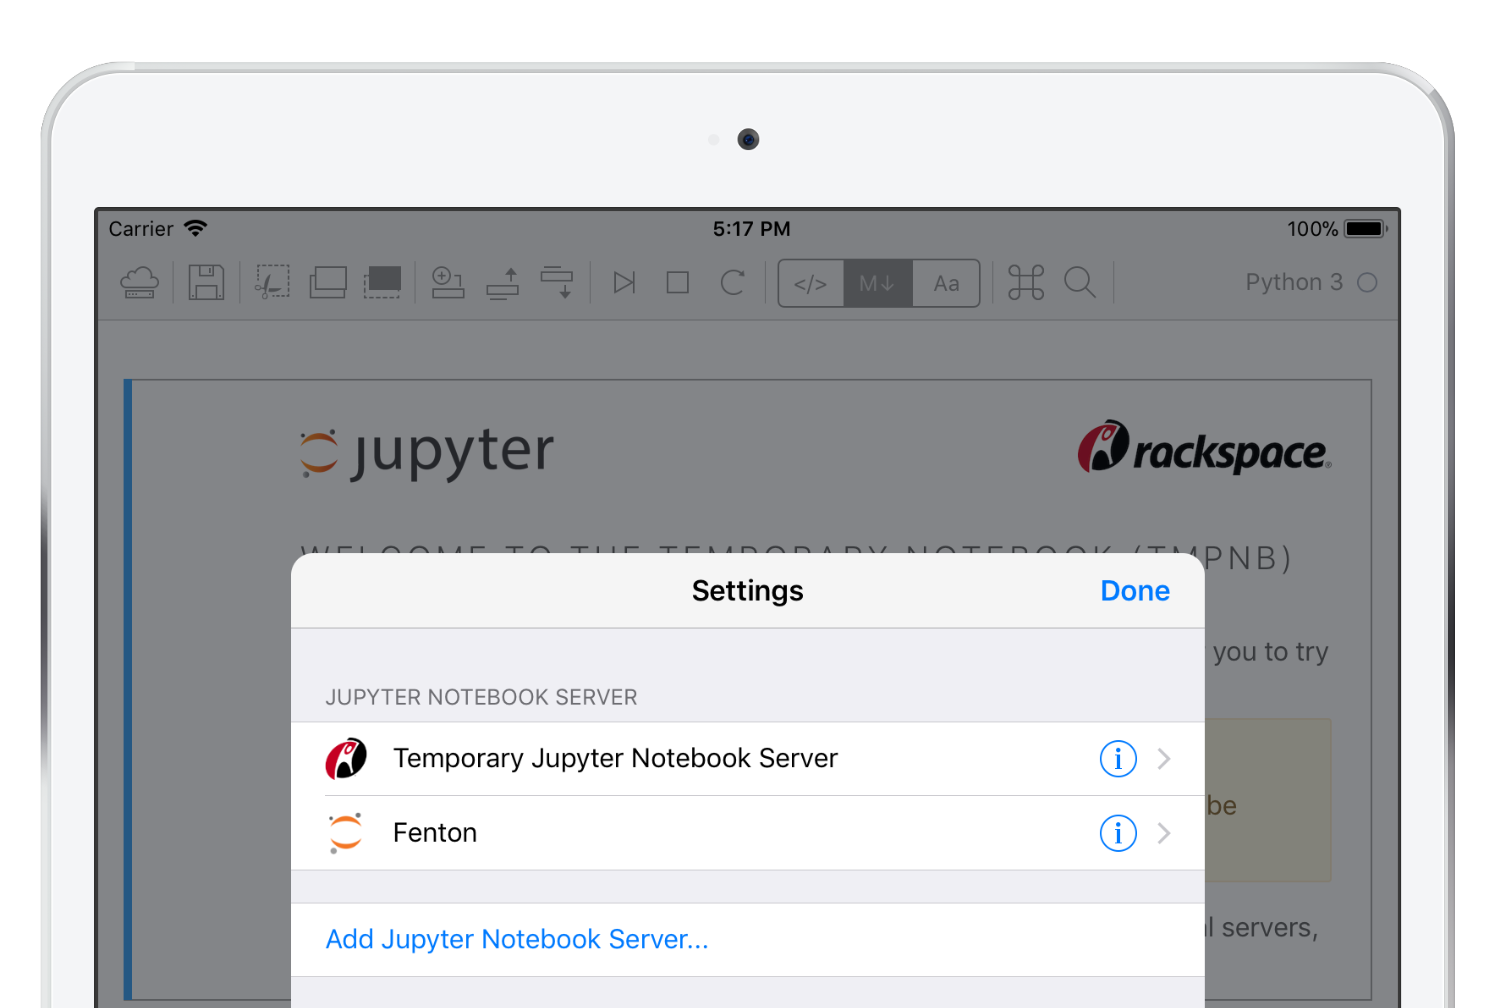 Carrier 5:17 PM 100%
</> M↓ Aa Python 3
jupyter rackspace®
WELCOME TO THE TEMPORARY NOTEBOOK (TMPNB)
Settings Done
you to try
JUPYTER NOTEBOOK SERVER
Temporary Jupyter Notebook Server
be
Fenton
servers,
Add Jupyter Notebook Server...